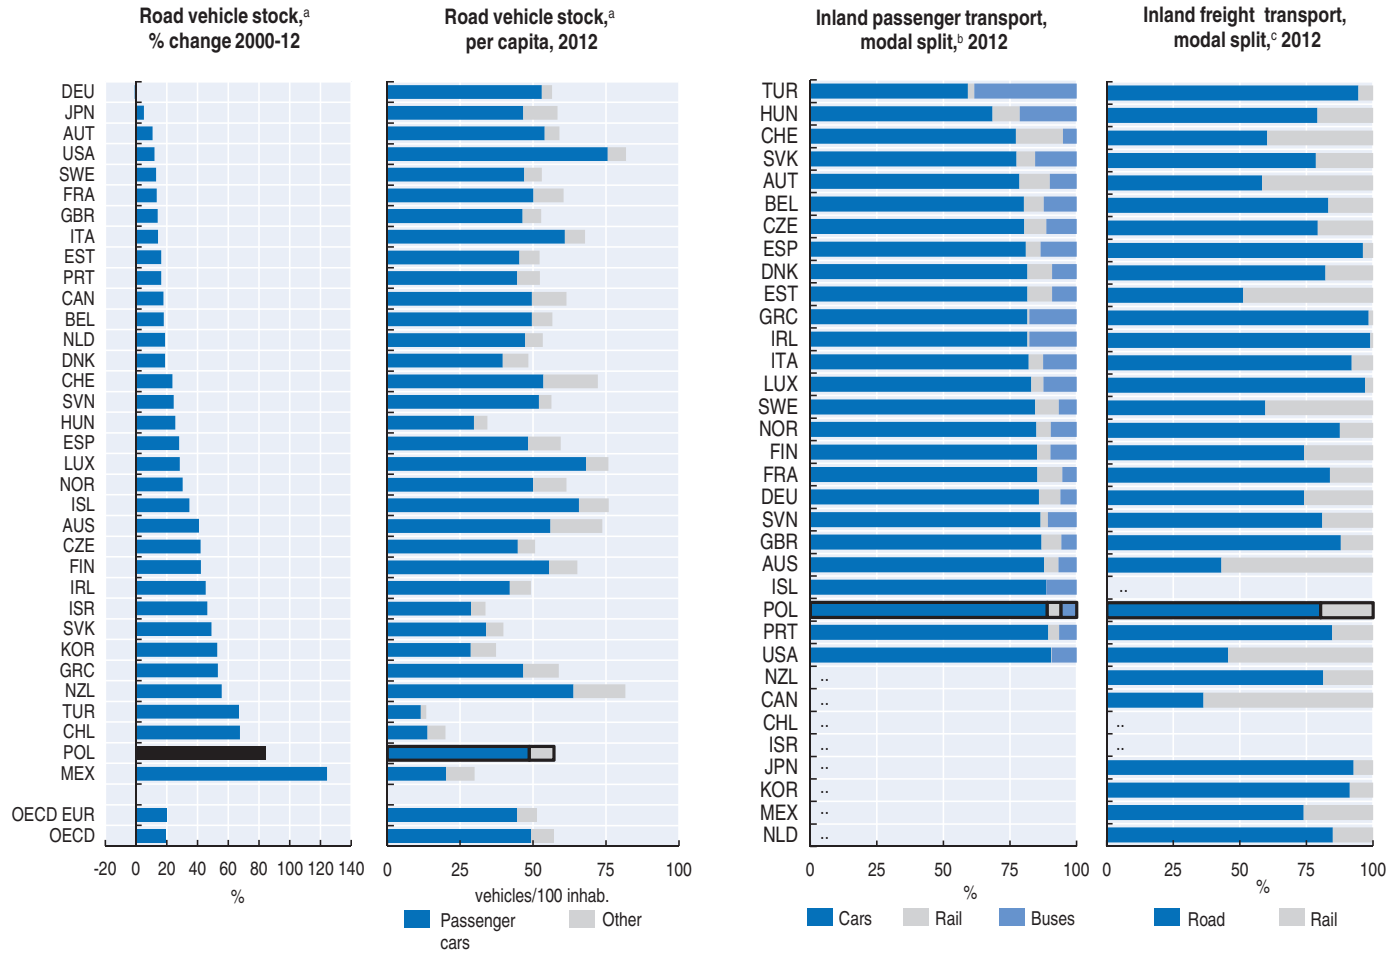 Road vehicle stock,ᵃ
% change 2000-12
Road vehicle stock,ᵃ
per capita, 2012
Inland passenger transport,
modal split,ᵇ 2012
Inland freight transport,
modal split,ᶜ 2012
DEU
JPN
AUT
USA
SWE
FRA
GBR
ITA
EST
PRT
CAN
BEL
NLD
DNK
CHE
SVN
HUN
ESP
LUX
NOR
ISL
AUS
CZE
FIN
IRL
ISR
SVK
KOR
GRC
NZL
TUR
CHL
POL
MEX
OECD EUR
OECD
-20 0 20 40 60 80 100 120 140
%
0 25 50 75 100
vehicles/100 inhab.
Passenger
cars
Other
TUR
HUN
CHE
SVK
AUT
BEL
CZE
ESP
DNK
EST
GRC
IRL
ITA
LUX
SWE
NOR
FIN
FRA
DEU
SVN
GBR
AUS
ISL ..
POL
PRT
USA
NZL ..
CAN ..
CHL .. ..
ISR .. ..
JPN ..
KOR ..
MEX ..
NLD ..
0 25 50 75 100
%
Cars Rail Buses
0 50 75 100
%
Road Rail